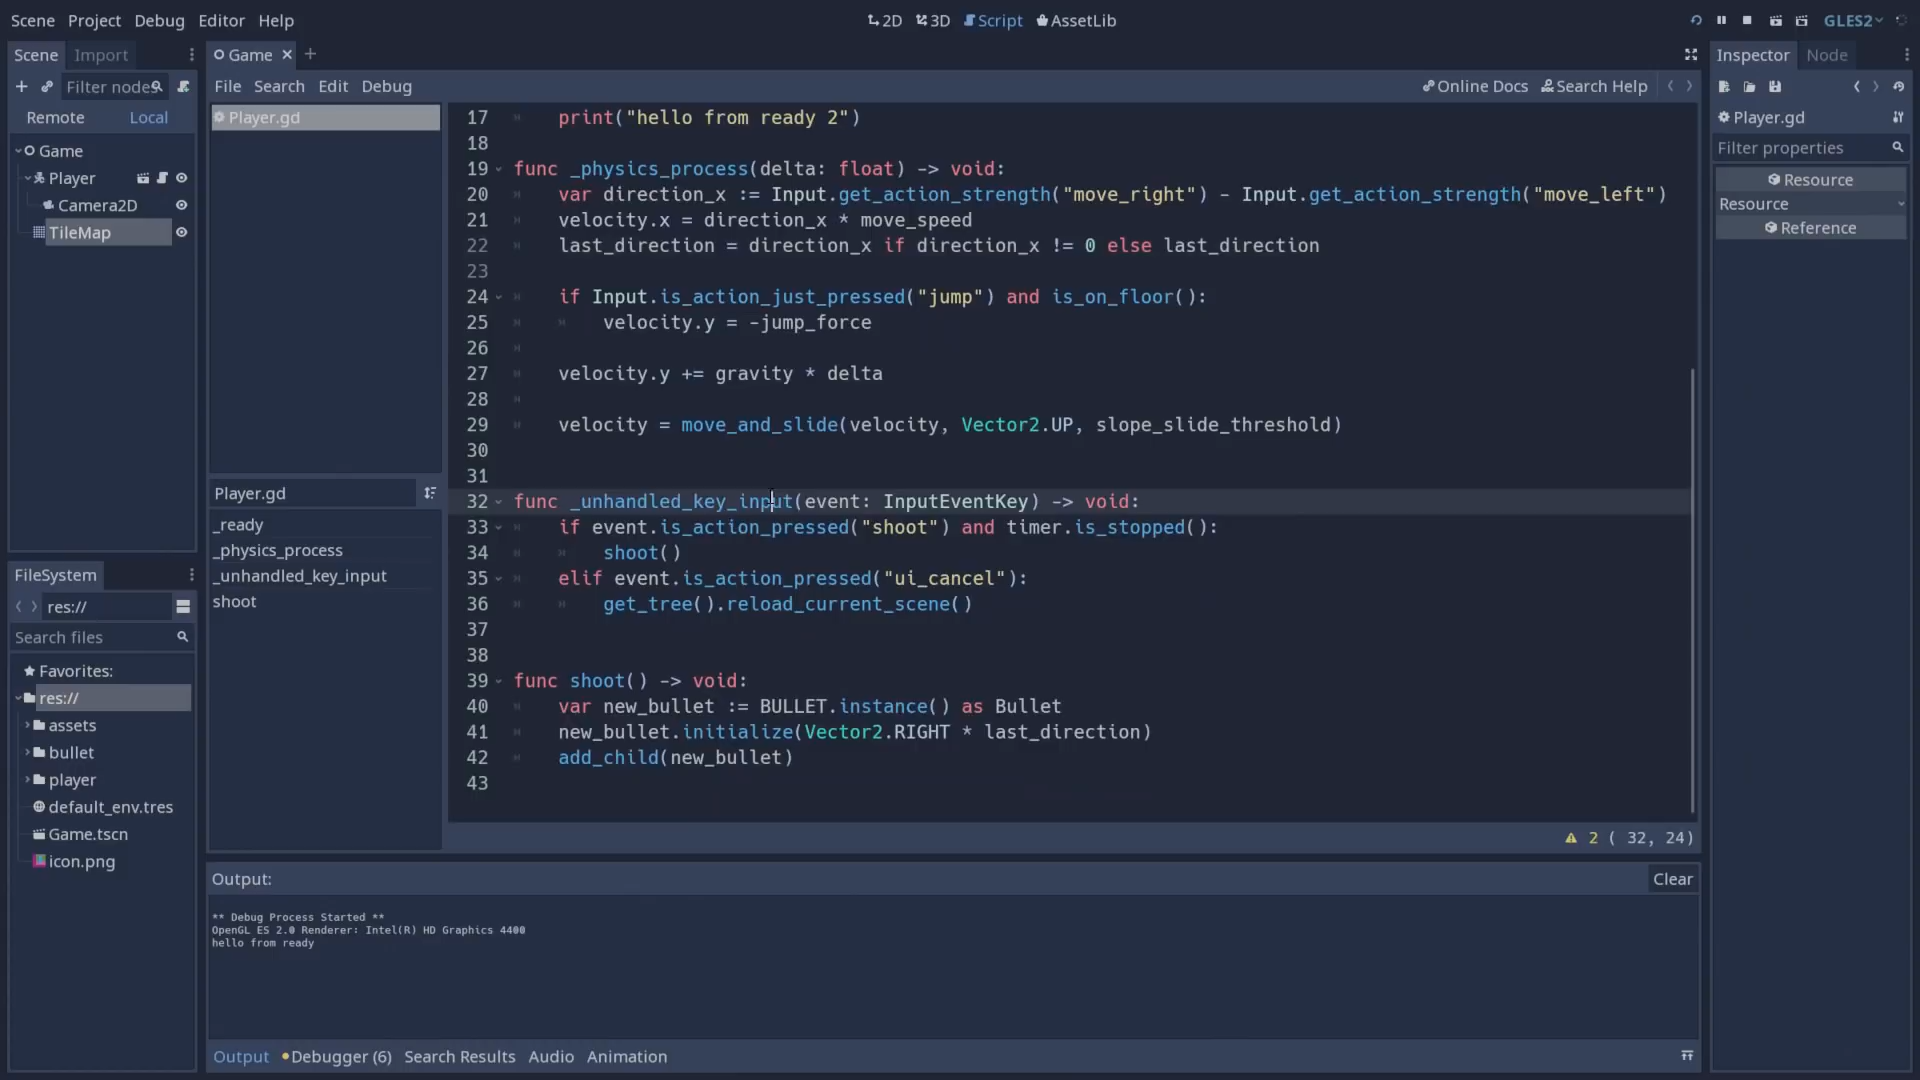 Scene Project Debug Editor Help
2D 3D Script AssetLib
GLES2
Scene Import
Filter nodes
Remote Local
Game
Player
Camera2D
TileMap
FileSystem
res://
Search files
Favorites:
res://
assets
bullet
player
default_env.tres
Game.tscn
icon.png
Game
File Search Edit Debug
Online Docs Search Help
Player.gd
Player.gd
_ready
_physics_process
_unhandled_key_input
shoot
17 print("hello from ready 2")
18
19 func _physics_process(delta: float) -> void:
20 var direction_x := Input.get_action_strength("move_right") - Input.get_action_strength("move_left")
21 velocity.x = direction_x * move_speed
22 last_direction = direction_x if direction_x != 0 else last_direction
23
24 if Input.is_action_just_pressed("jump") and is_on_floor():
25 velocity.y = -jump_force
26
27 velocity.y += gravity * delta
28
29 velocity = move_and_slide(velocity, Vector2.UP, slope_slide_threshold)
30
31
32 func _unhandled_key_input(event: InputEventKey) -> void:
33 if event.is_action_pressed("shoot") and timer.is_stopped():
34 shoot()
35 elif event.is_action_pressed("ui_cancel"):
36 get_tree().reload_current_scene()
37
38
39 func shoot() -> void:
40 var new_bullet := BULLET.instance() as Bullet
41 new_bullet.initialize(Vector2.RIGHT * last_direction)
42 add_child(new_bullet)
43
2 ( 32, 24)
Output:
Clear
** Debug Process Started **
OpenGL ES 2.0 Renderer: Intel(R) HD Graphics 4400
hello from ready
Output Debugger (6) Search Results Audio Animation
Inspector Node
Player.gd
Filter properties
Resource
Resource
Reference